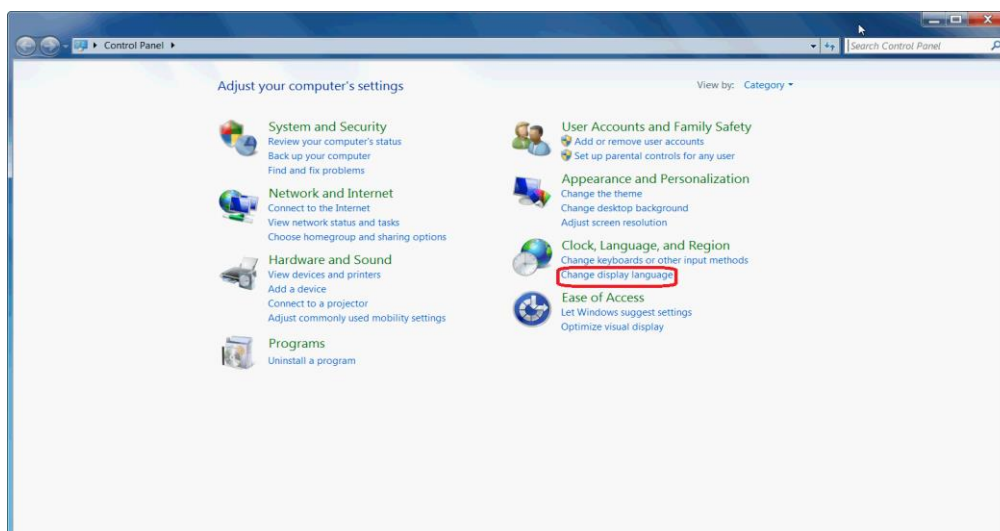 Control Panel
Search Control Panel
Adjust your computer's settings
View by: Category
System and Security
Review your computer's status
Back up your computer
Find and fix problems
Network and Internet
Connect to the Internet
View network status and tasks
Choose homegroup and sharing options
Hardware and Sound
View devices and printers
Add a device
Connect to a projector
Adjust commonly used mobility settings
Programs
Uninstall a program
User Accounts and Family Safety
Add or remove user accounts
Set up parental controls for any user
Appearance and Personalization
Change the theme
Change desktop background
Adjust screen resolution
Clock, Language, and Region
Change keyboards or other input methods
Change display language
Ease of Access
Let Windows suggest settings
Optimize visual display